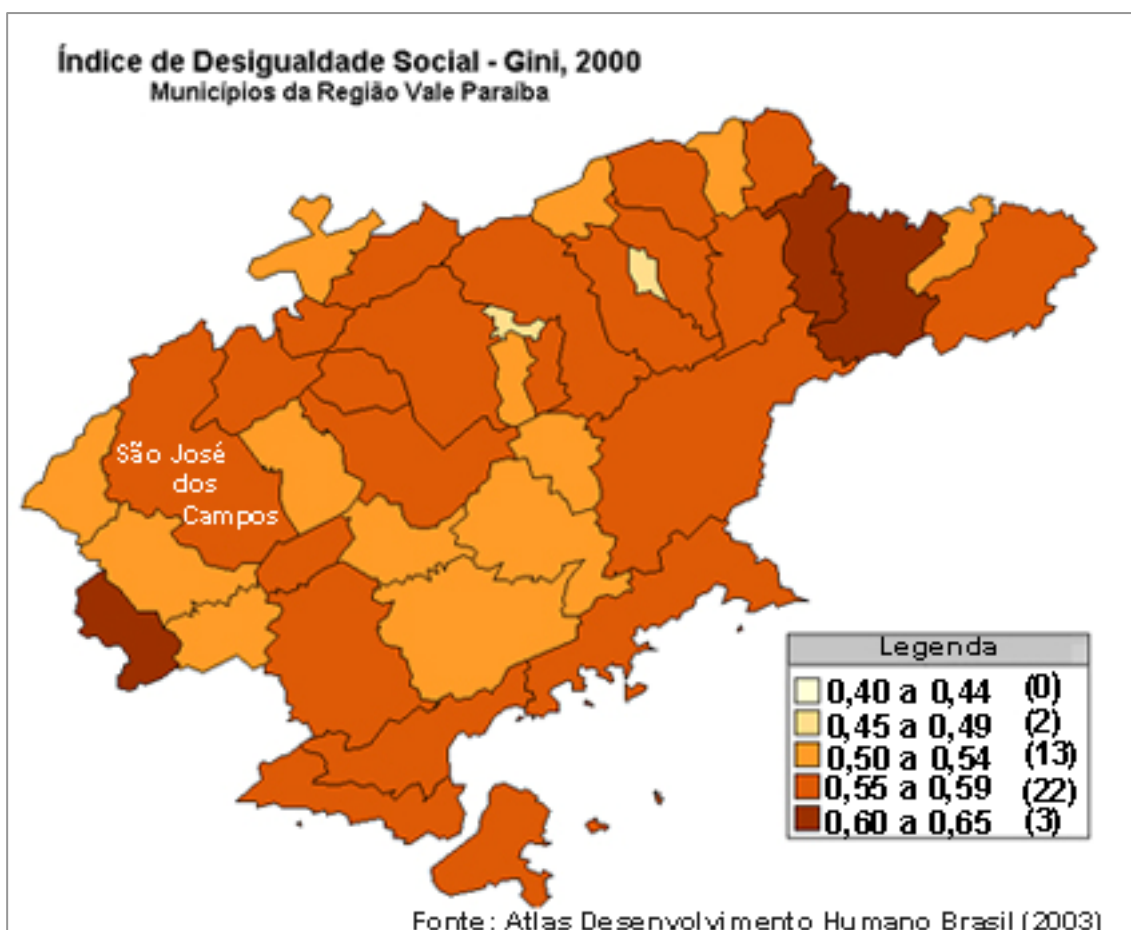 Índice de Desigualdade Social - Gini, 2000
Municípios da Região Vale Paraíba
São José
dos
Campos
Legenda
0,40 a 0,44 (0)
0,45 a 0,49 (2)
0,50 a 0,54 (13)
0,55 a 0,59 (22)
0,60 a 0,65 (3)
Fonte: Atlas Desenvolvimento Humano Brasil (2003)